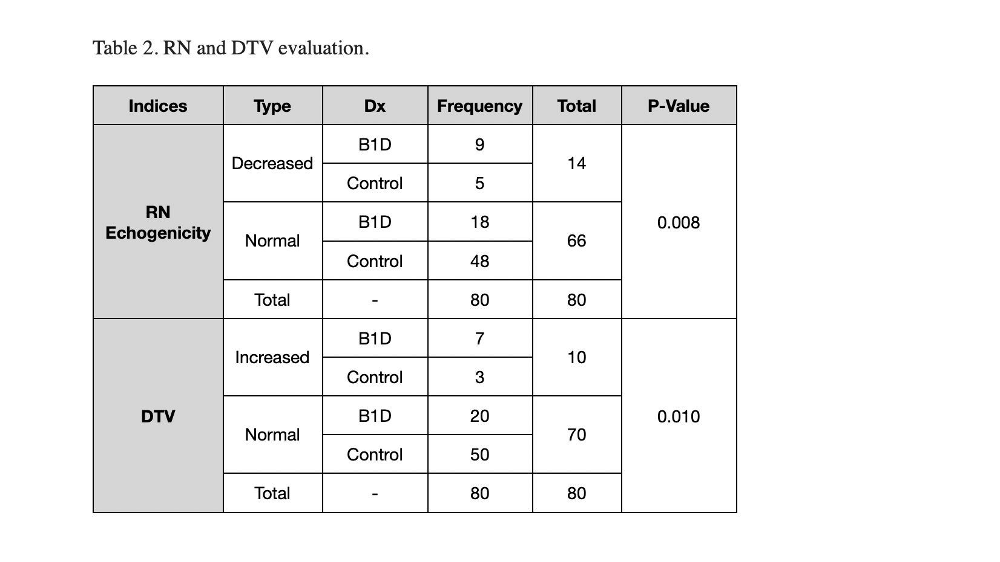 Table 2. RN and DTV evaluation.
Indices Type Dx Frequency Total P-Value
RN
Echogenicity
Decreased
B1D 9
Control 5
14
Normal
B1D 18
Control 48
66
Total - 80 80
0.008
DTV
Increased
B1D 7
Control 3
10
Normal
B1D 20
Control 50
70
Total - 80 80
0.010